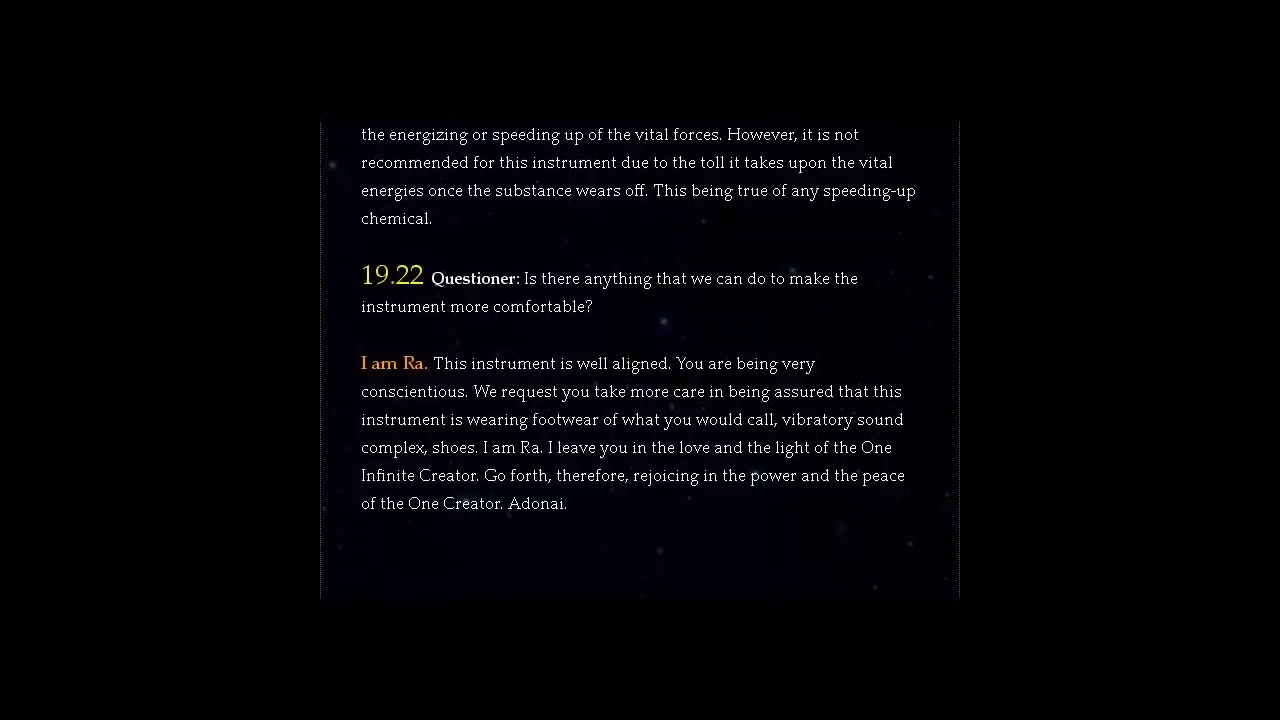 the energizing or speeding up of the vital forces. However, it is not
recommended for this instrument due to the toll it takes upon the vital
energies once the substance wears off. This being true of any speeding-up
chemical.
19.22 Questioner: Is there anything that we can do to make the
instrument more comfortable?
I am Ra. This instrument is well aligned. You are being very
conscientious. We request you take more care in being assured that this
instrument is wearing footwear of what you would call, vibratory sound
complex, shoes. I am Ra. I leave you in the love and the light of the One
Infinite Creator. Go forth, therefore, rejoicing in the power and the peace
of the One Creator. Adonai.